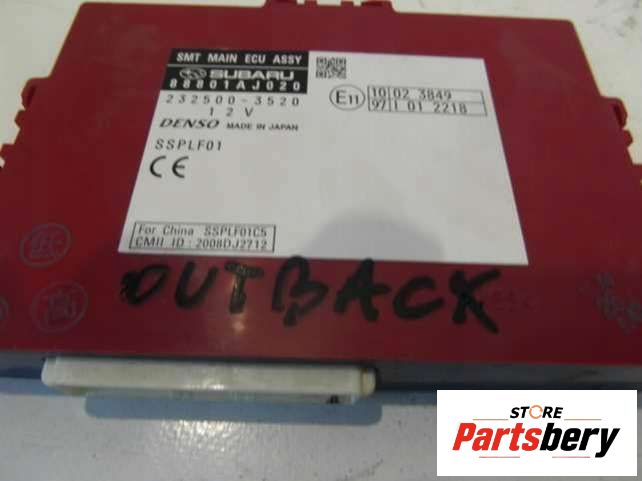 SMT MAIN ECU ASSY
SUBARU
88801AJ020
232500-3520
12V
DENSO MADE IN JAPAN
SSPLF01
CE
E11
10 02 3849
97 1 01 2218
For China SSPLF01C5
CMII ID : 2008DJ2712
OUTBACK
STORE
Partsbery